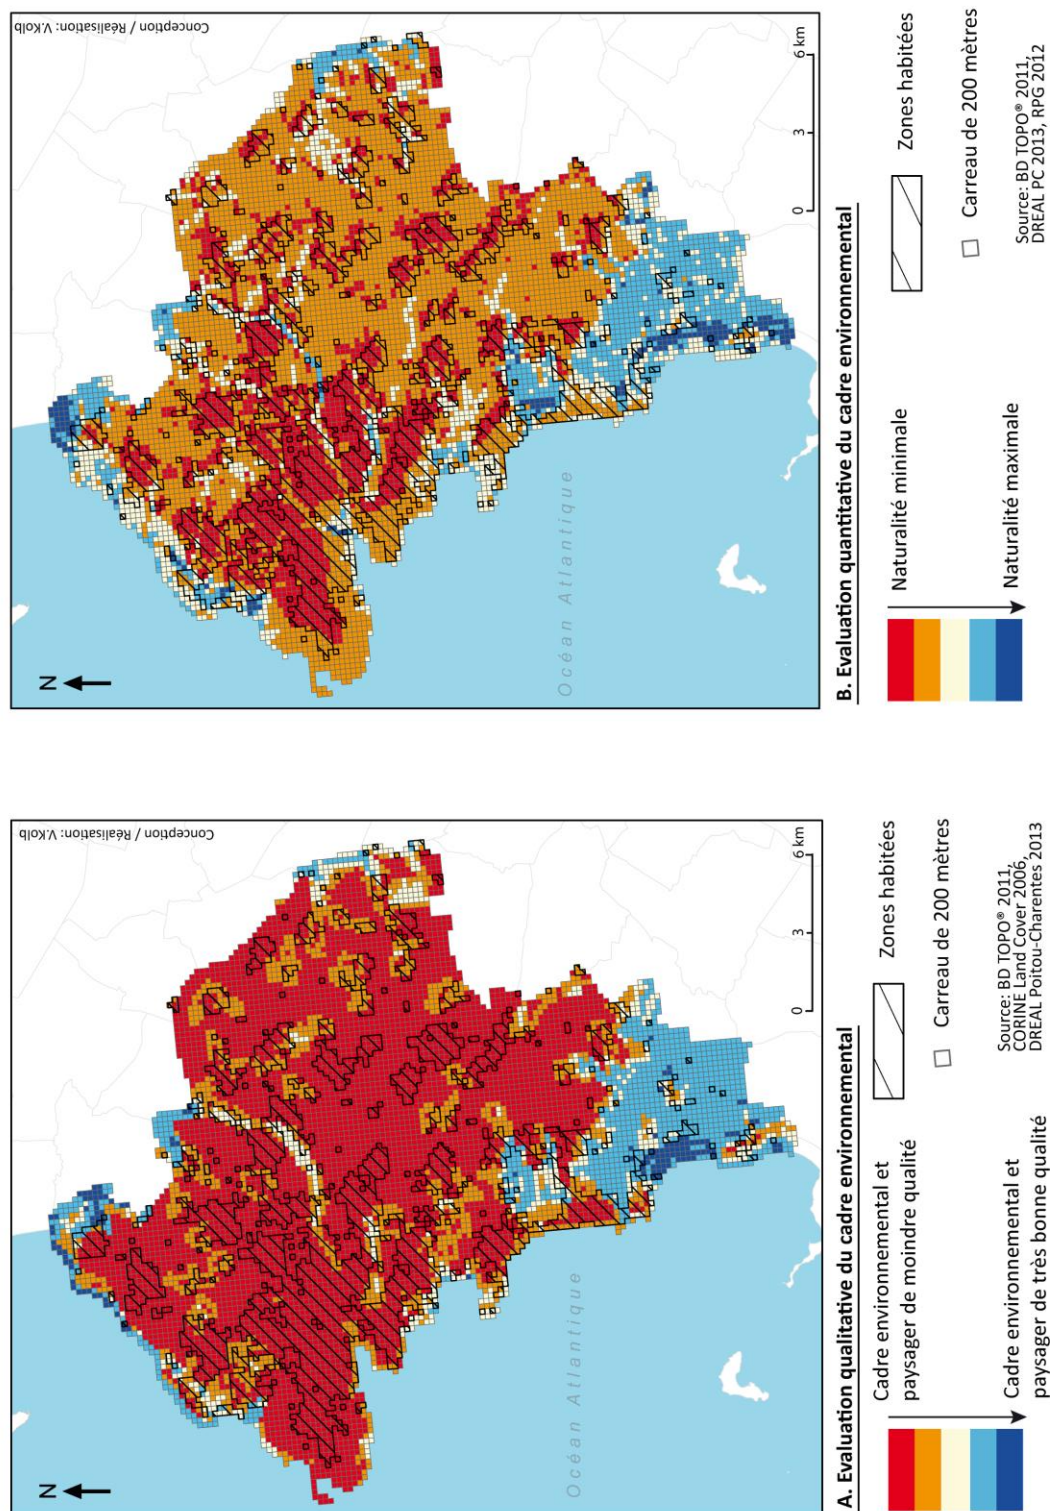 Conception / Réalisation: V.Kolb
N
Océan Atlantique
0 3 6 km
A. Evaluation qualitative du cadre environnemental
Cadre environnemental et
paysager de moindre qualité
Cadre environnemental et
paysager de très bonne qualité
Zones habitées
Carreau de 200 mètres
Source: BD TOPO® 2011,
CORINE Land Cover 2006,
DREAL Poitou-Charentes 2013
Conception / Réalisation: V.Kolb
N
Océan Atlantique
0 3 6 km
B. Evaluation quantitative du cadre environnemental
Naturalité minimale
Naturalité maximale
Zones habitées
Carreau de 200 mètres
Source: BD TOPO® 2011,
DREAL PC 2013, RPG 2012